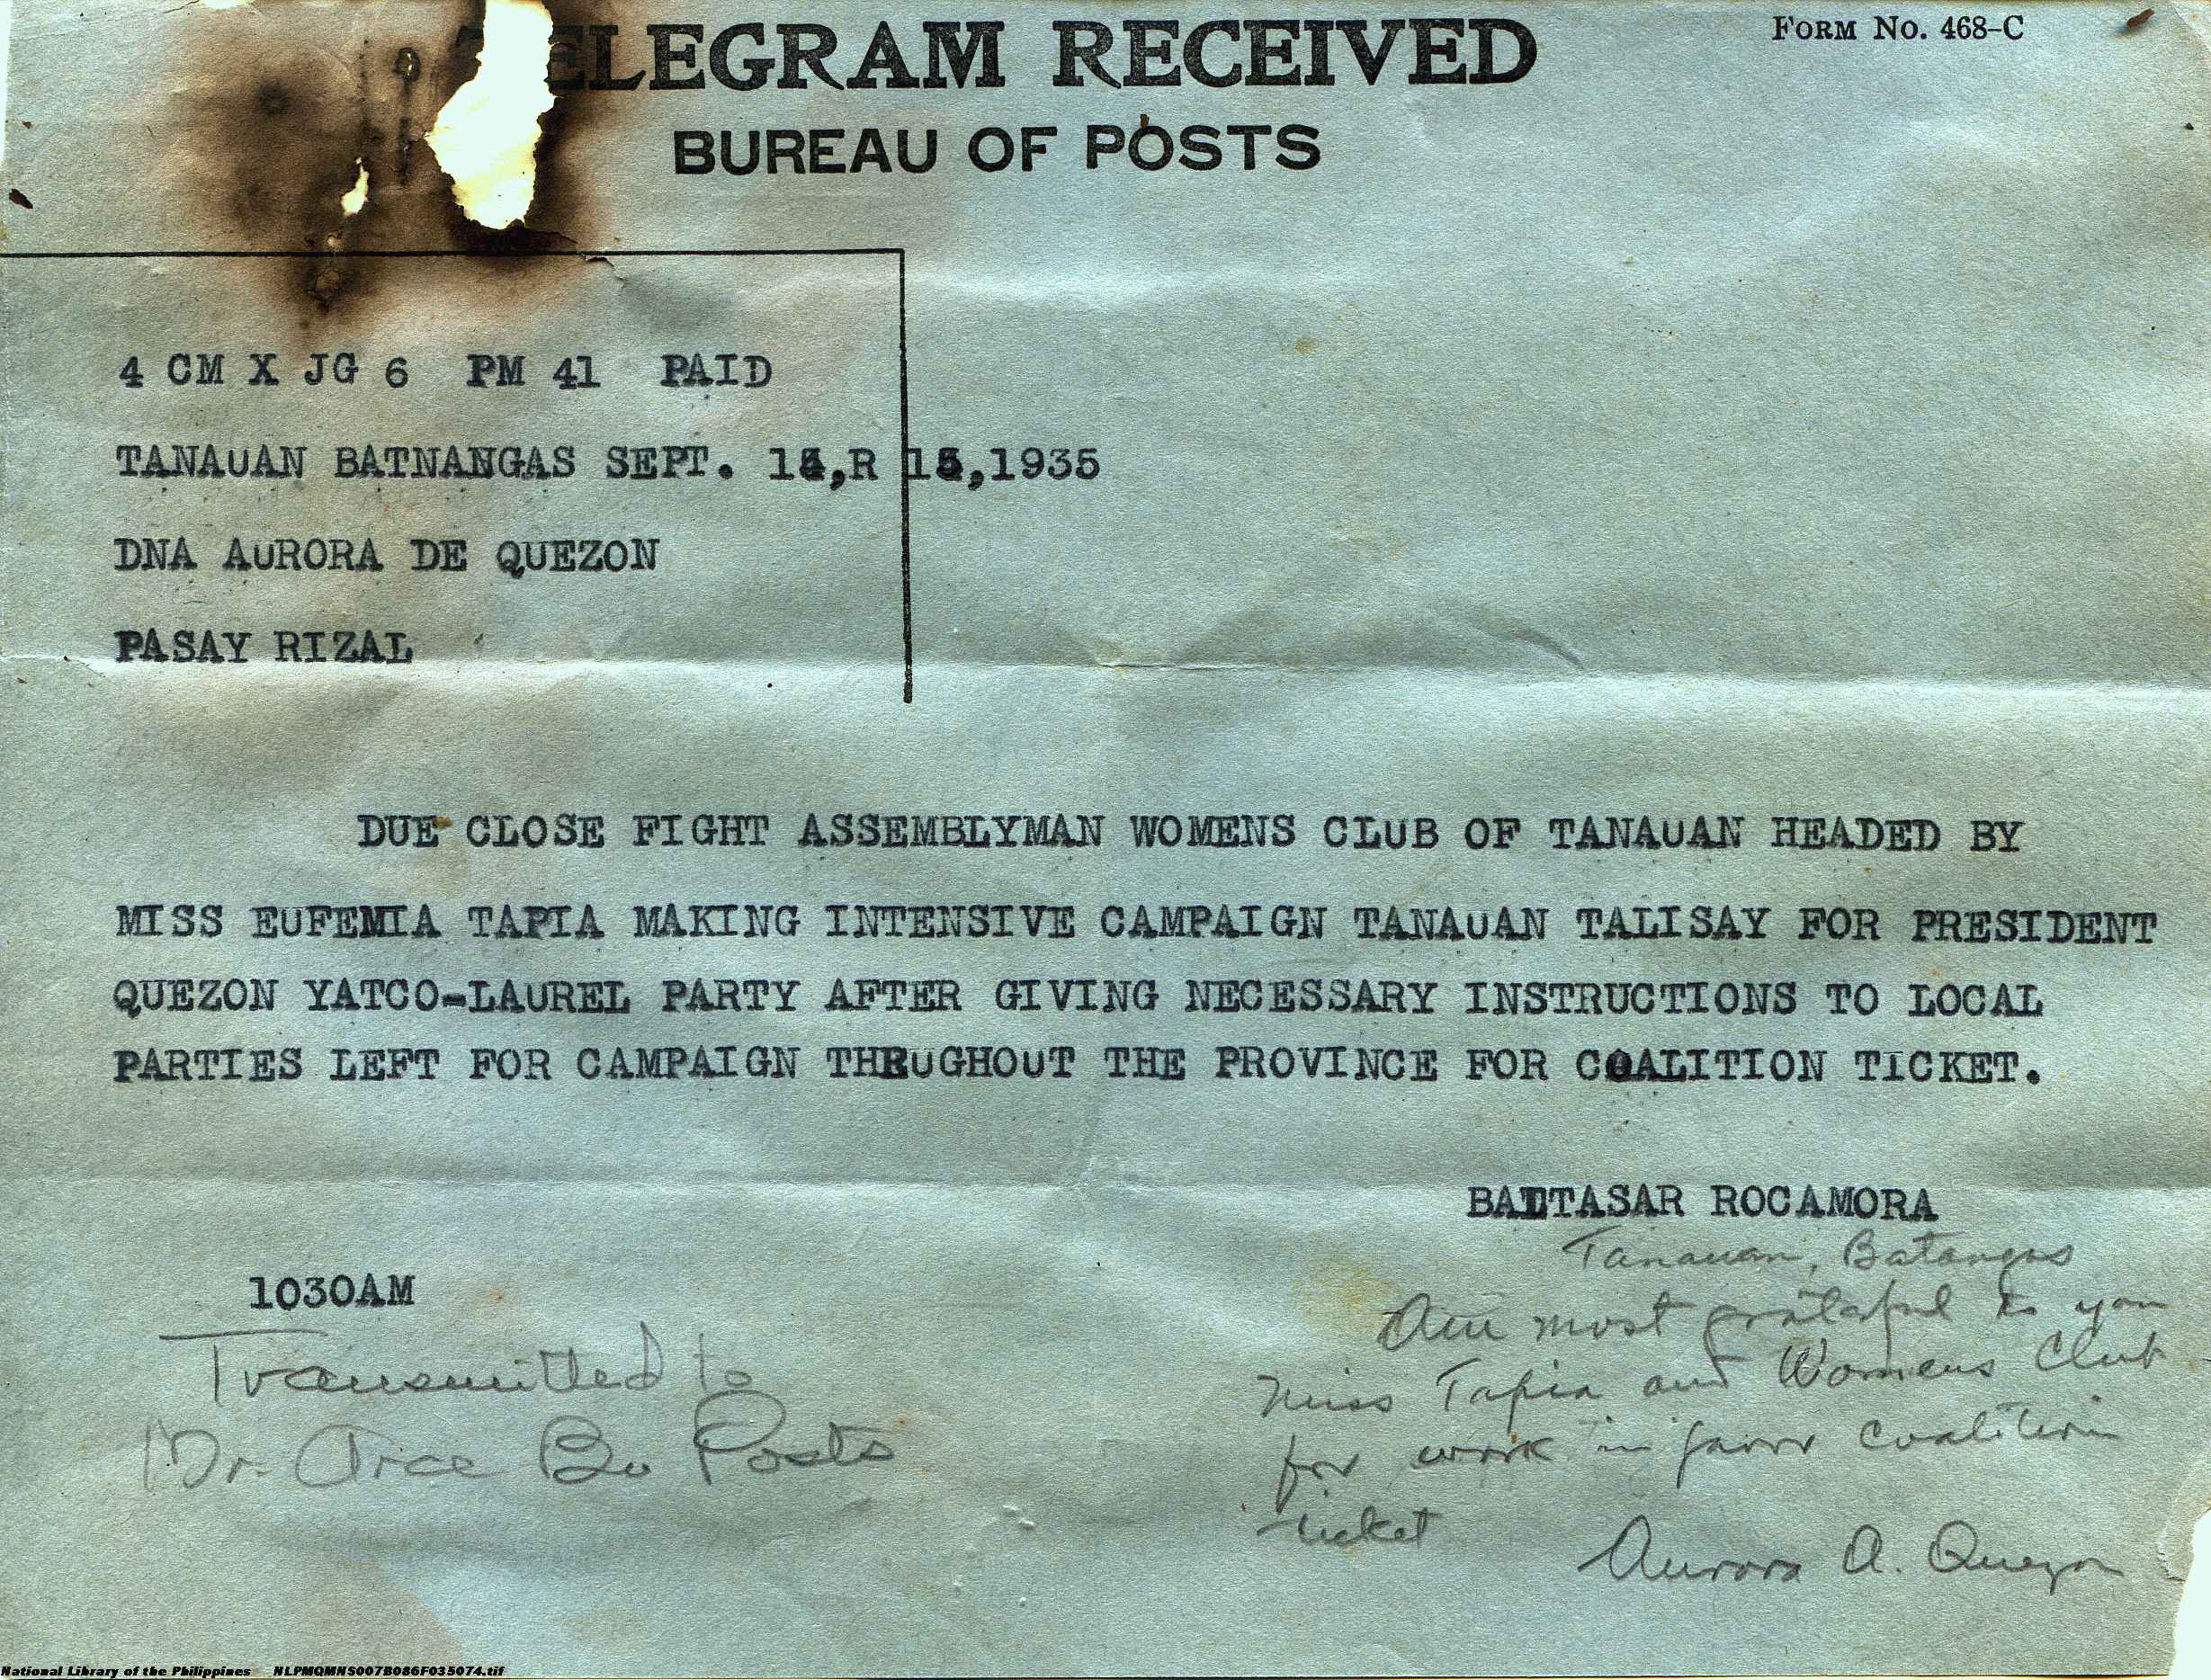 TELEGRAM RECEIVED
FORM NO. 468-C
BUREAU OF POSTS
4 CM X JG 6 PM 41 PAID
TANAUAN BATNANGAS SEPT. 14,R 15,1935
DNA AURORA DE QUEZON
PASAY RIZAL
DUE CLOSE FIGHT ASSEMBLYMAN WOMENS CLUB OF TANAUAN HEADED BY
MISS EUFEMIA TAPIA MAKING INTENSIVE CAMPAIGN TANAUAN TALISAY FOR PRESIDENT
QUEZON YATCO-LAUREL PARTY AFTER GIVING NECESSARY INSTRUCTIONS TO LOCAL
PARTIES LEFT FOR CAMPAIGN THRUGHOUT THE PROVINCE FOR COALITION TICKET.
BALTASAR ROCAMORA
Tanauan, Batangas
Am most grateful to you
Miss Tapia and Womens Club
for work in favor coalition
ticket
Aurora A. Quezon
1030AM
Transmitted to
Mr. Arce Bu Posts
National Library of the Philippines NLPMQMNS007B086F035074.tif